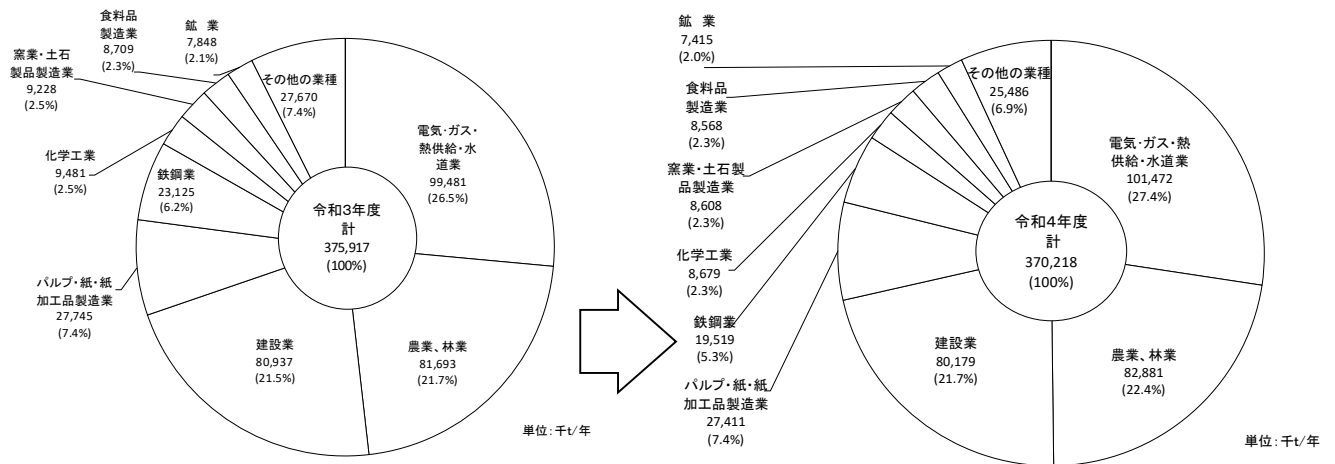 鉱 業
7,848
(2.1%)
食料品
製造業
8,709
(2.3%)
窯業・土石
製品製造業
9,228
(2.5%)
化学工業
9,481
(2.5%)
鉄鋼業
23,125
(6.2%)
パルプ・紙・紙
加工品製造業
27,745
(7.4%)
建設業
80,937
(21.5%)
農業、林業
81,693
(21.7%)
電気・ガス・
熱供給・水
道業
99,481
(26.5%)
その他の業種
27,670
(7.4%)
令和3年度
計
375,917
(100%)
単位：千t/年
鉱 業
7,415
(2.0%)
食料品
製造業
8,568
(2.3%)
窯業・土石製
品製造業
8,608
(2.3%)
化学工業
8,679
(2.3%)
鉄鋼業
19,519
(5.3%)
パルプ・紙・紙
加工品製造業
27,411
(7.4%)
建設業
80,179
(21.7%)
農業、林業
82,881
(22.4%)
電気・ガス・熱
供給・水道業
101,472
(27.4%)
その他の業種
25,486
(6.9%)
令和4年度
計
370,218
(100%)
単位：千t/年